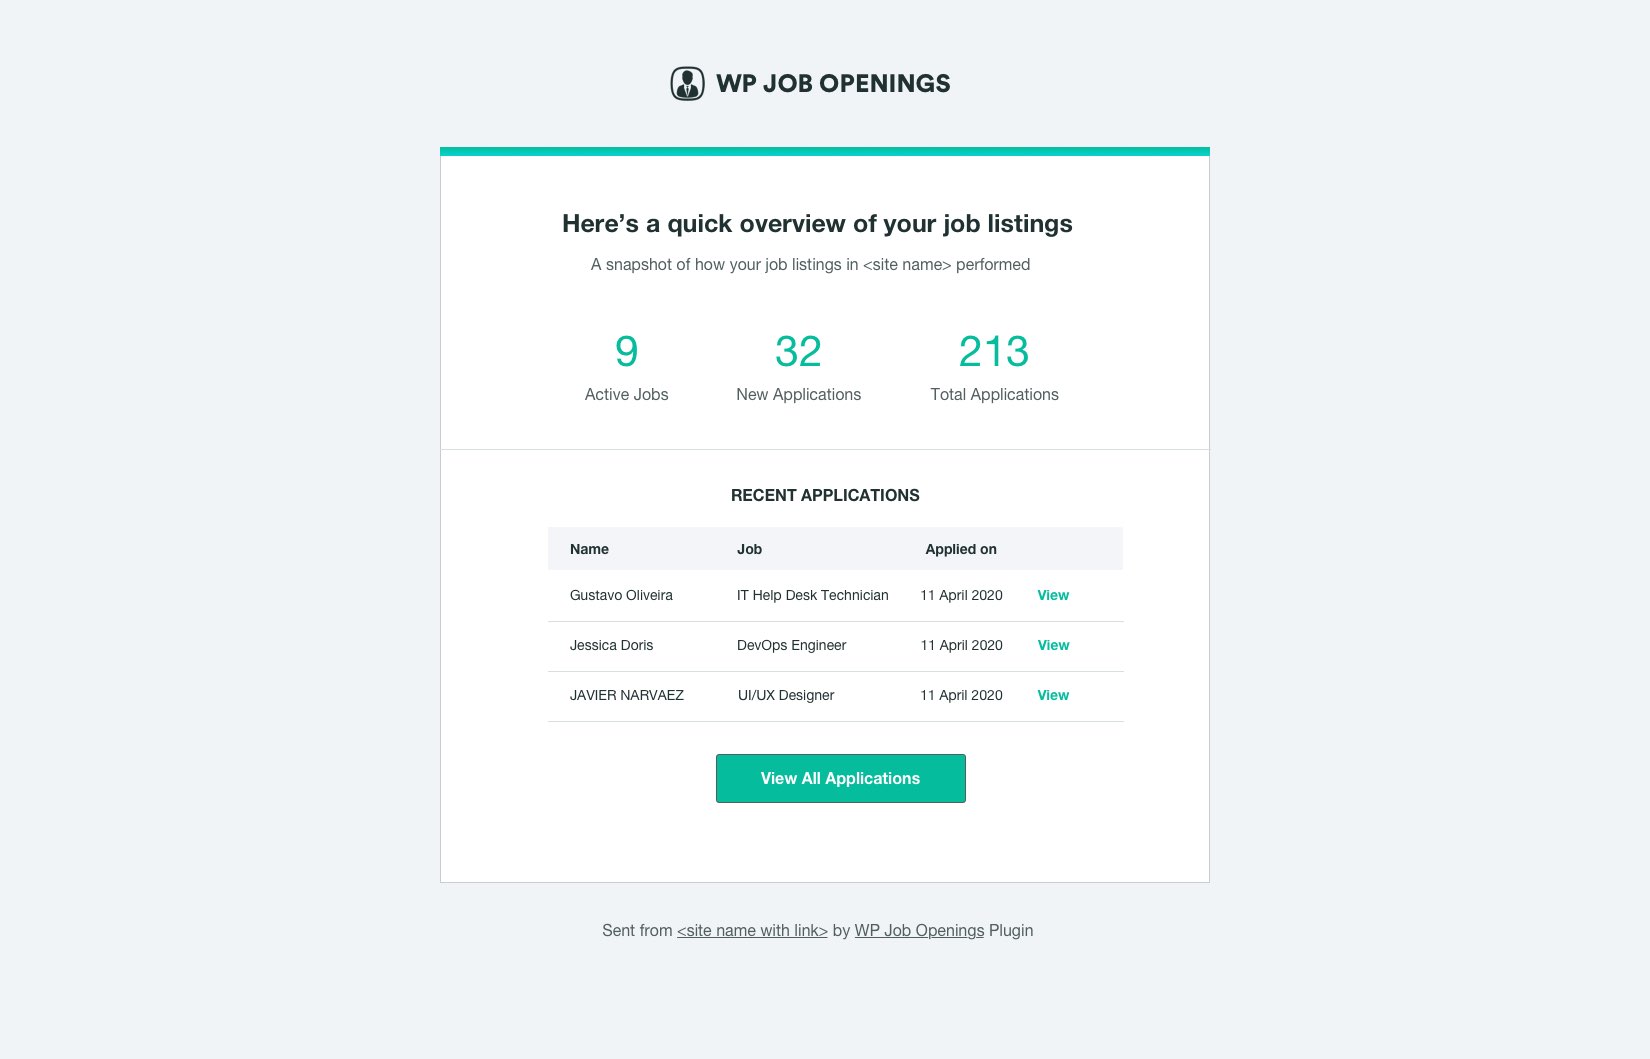 WP JOB OPENINGS
Here’s a quick overview of your job listings
A snapshot of how your job listings in <site name> performed
9 32 213
Active Jobs New Applications Total Applications
RECENT APPLICATIONS
Name Job Applied on
Gustavo Oliveira IT Help Desk Technician 11 April 2020 View
Jessica Doris DevOps Engineer 11 April 2020 View
JAVIER NARVAEZ UI/UX Designer 11 April 2020 View
View All Applications
Sent from <site name with link> by WP Job Openings Plugin